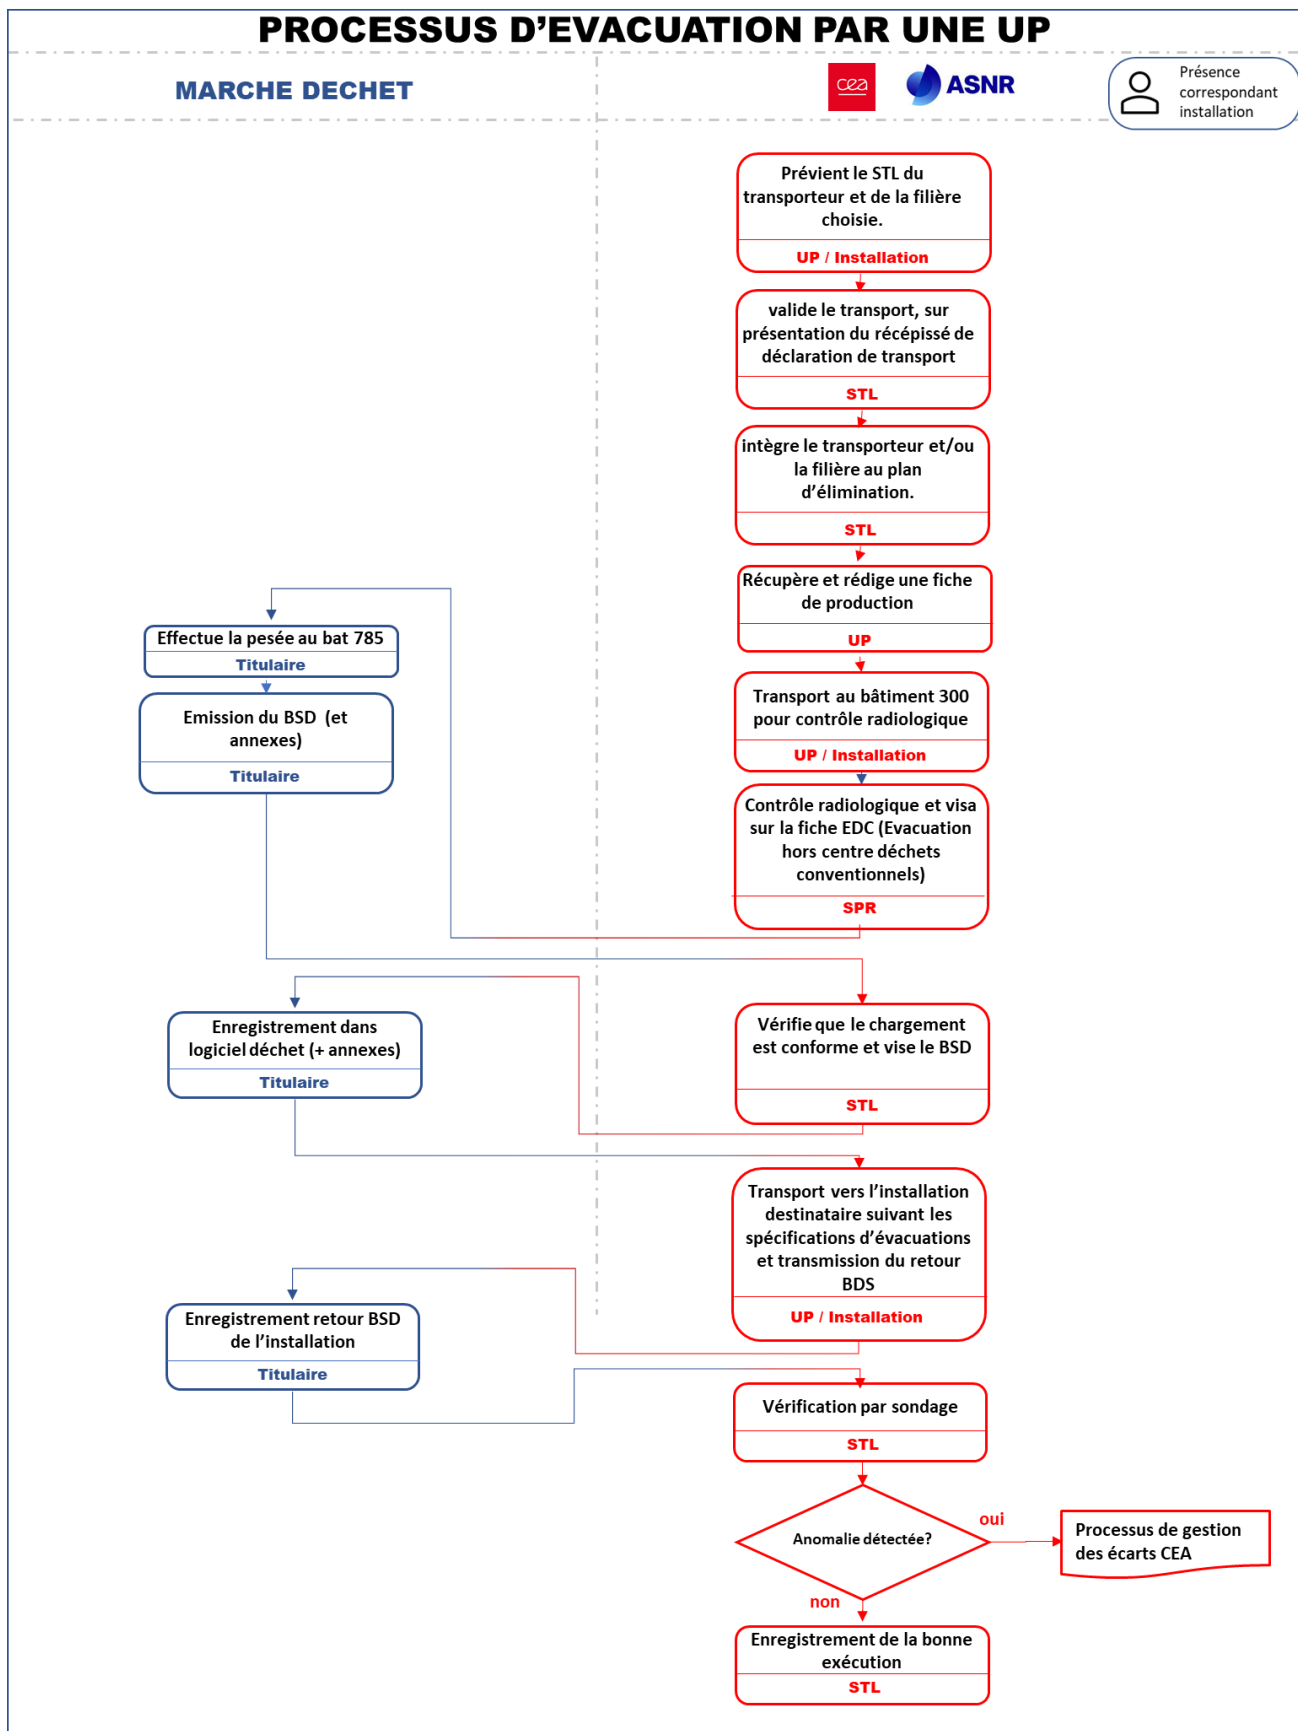 PROCESSUS D’EVACUATION PAR UNE UP
MARCHE DECHET
cea
ASNR
Présence
correspondant
installation
Prévient le STL du
transporteur et de la filière
choisie.
UP / Installation
valide le transport, sur
présentation du récépissé de
déclaration de transport
STL
intègre le transporteur et/ou
la filière au plan
d’élimination.
STL
Récupère et rédige une fiche
de production
UP
Effectue la pesée au bat 785
Titulaire
Transport au bâtiment 300
pour contrôle radiologique
UP / Installation
Emission du BSD (et
annexes)
Titulaire
Contrôle radiologique et visa
sur la fiche EDC (Evacuation
hors centre déchets
conventionnels)
SPR
Vérifie que le chargement
est conforme et vise le BSD
STL
Enregistrement dans
logiciel déchet (+ annexes)
Titulaire
Transport vers l’installation
destinataire suivant les
spécifications d’évacuations
et transmission du retour
BDS
UP / Installation
Enregistrement retour BSD
de l’installation
Titulaire
Vérification par sondage
STL
Anomalie détectée?
oui
Processus de gestion
des écarts CEA
non
Enregistrement de la bonne
exécution
STL